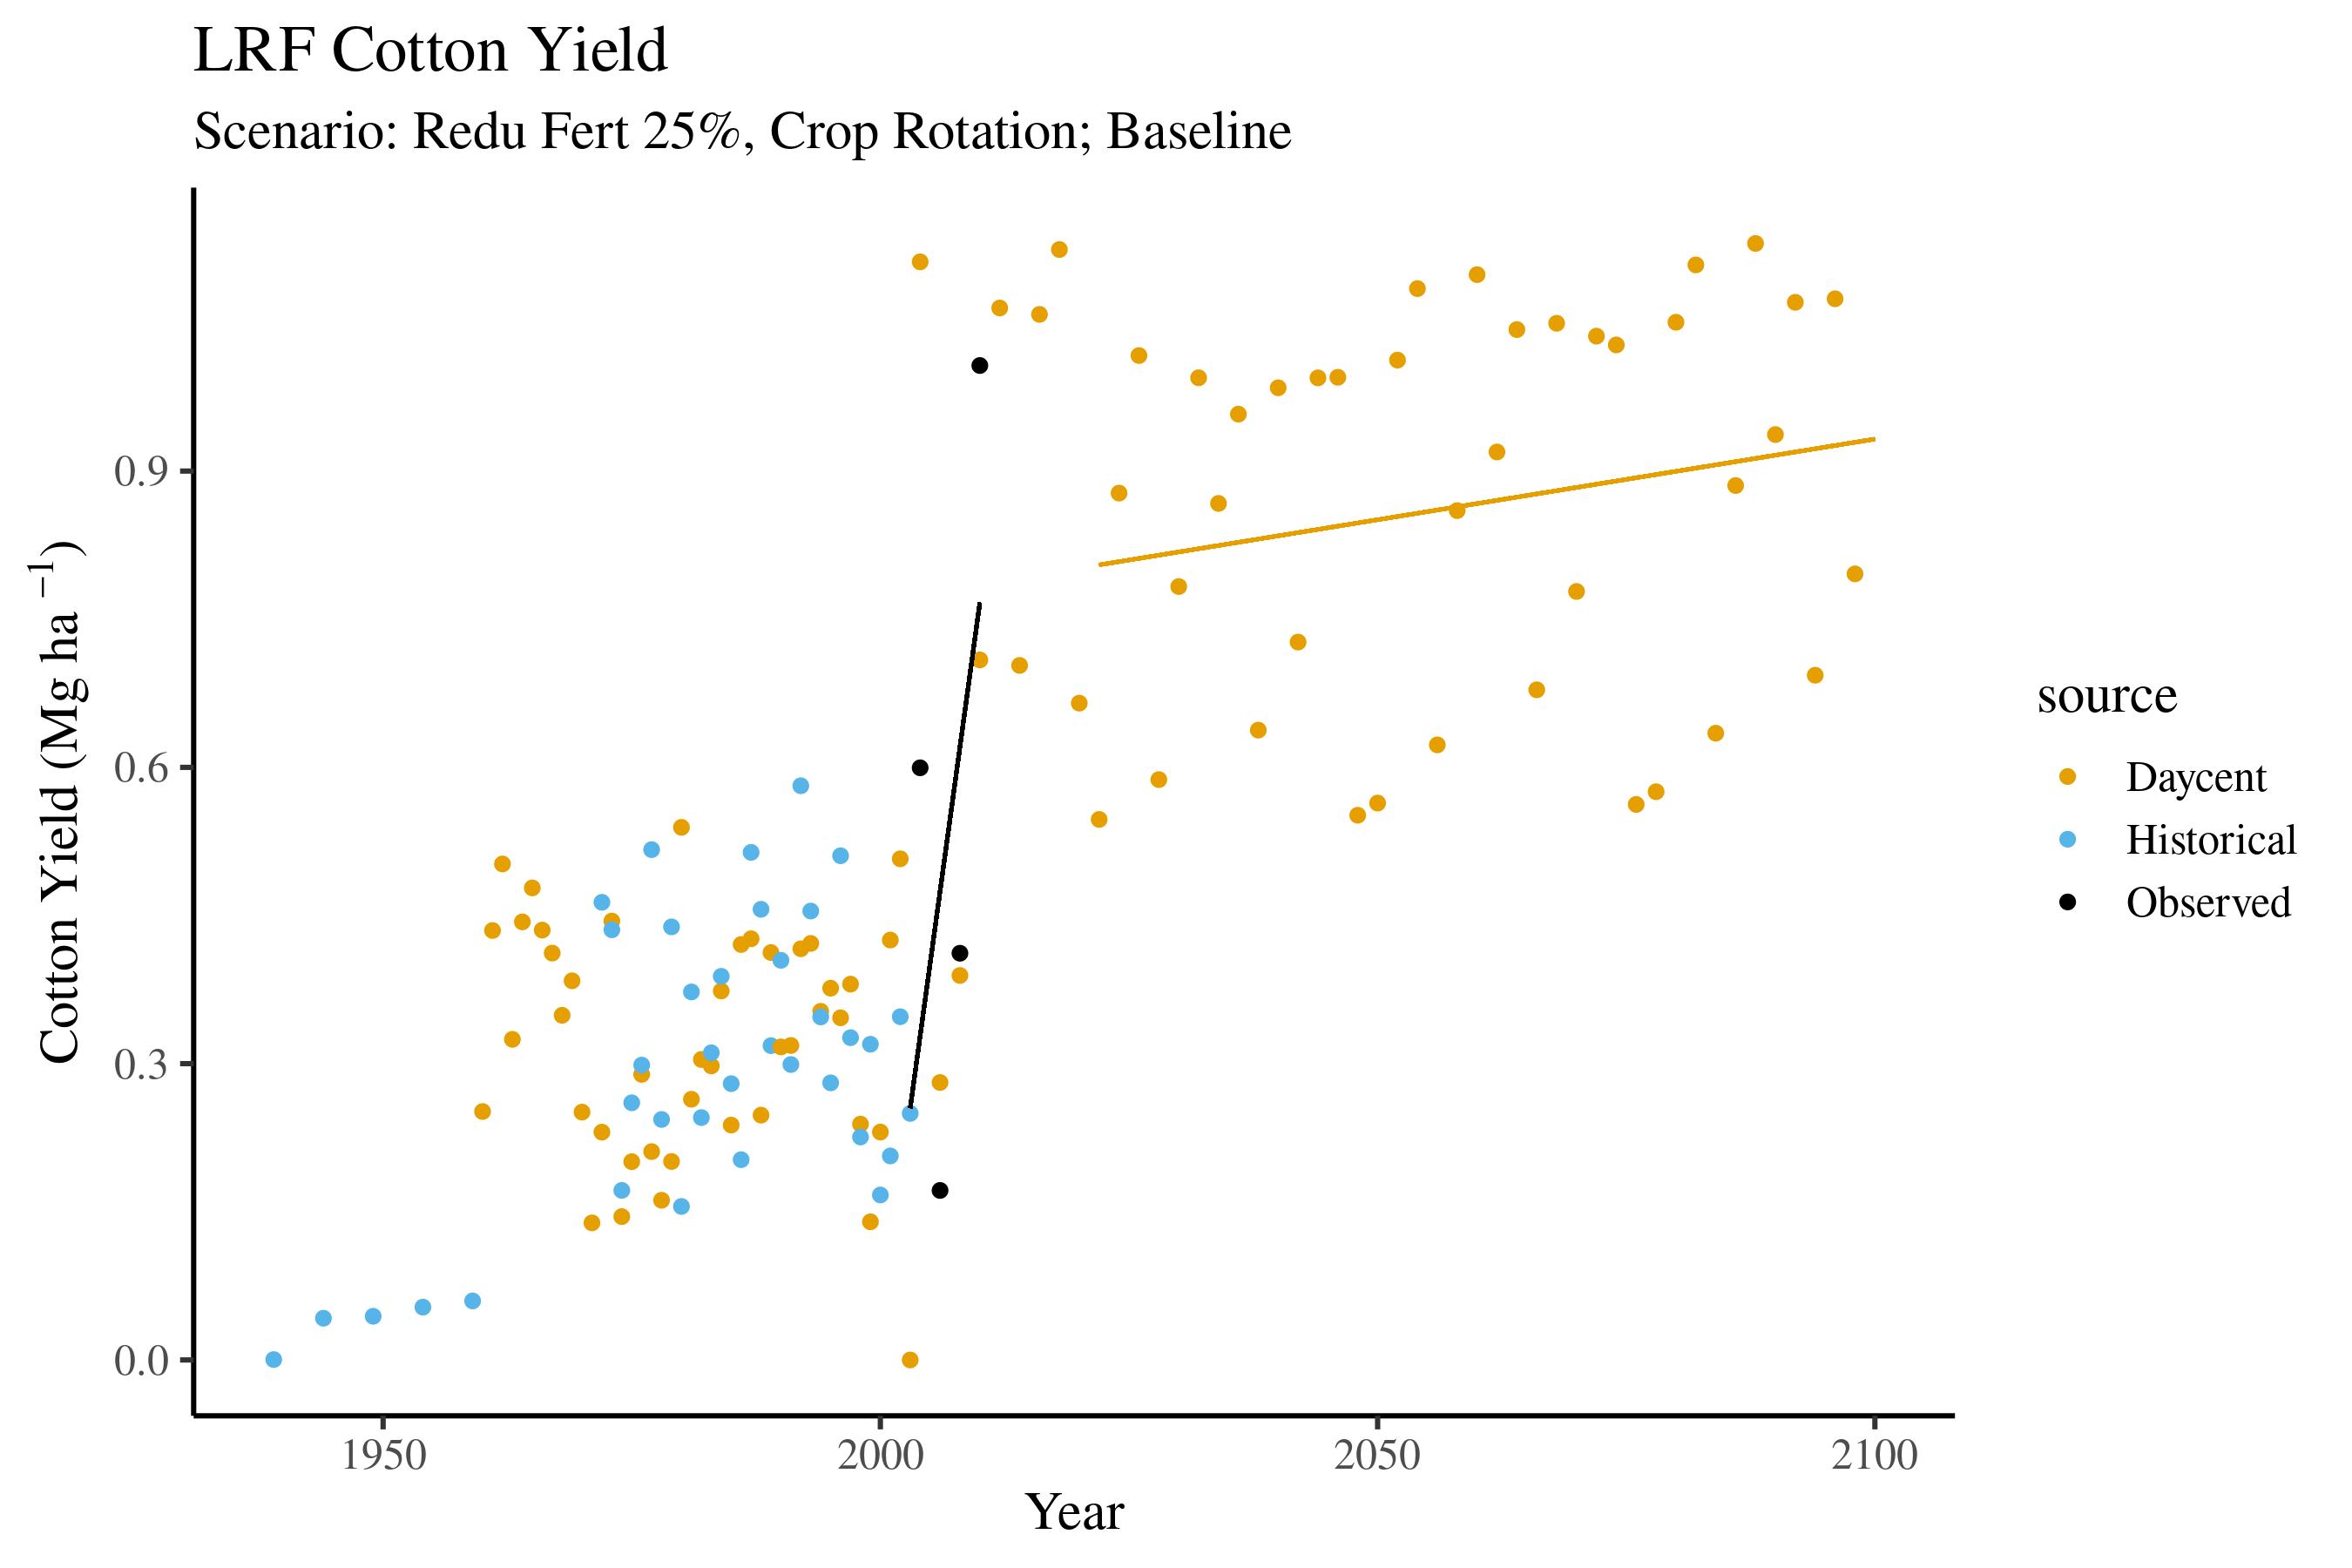 LRF Cotton Yield
Scenario: Redu Fert 25%, Crop Rotation; Baseline
Cotton Yield (Mg ha −1)
0.9
0.6
0.3
0.0
1950
2000
2050
2100
Year
source
Daycent
Historical
Observed